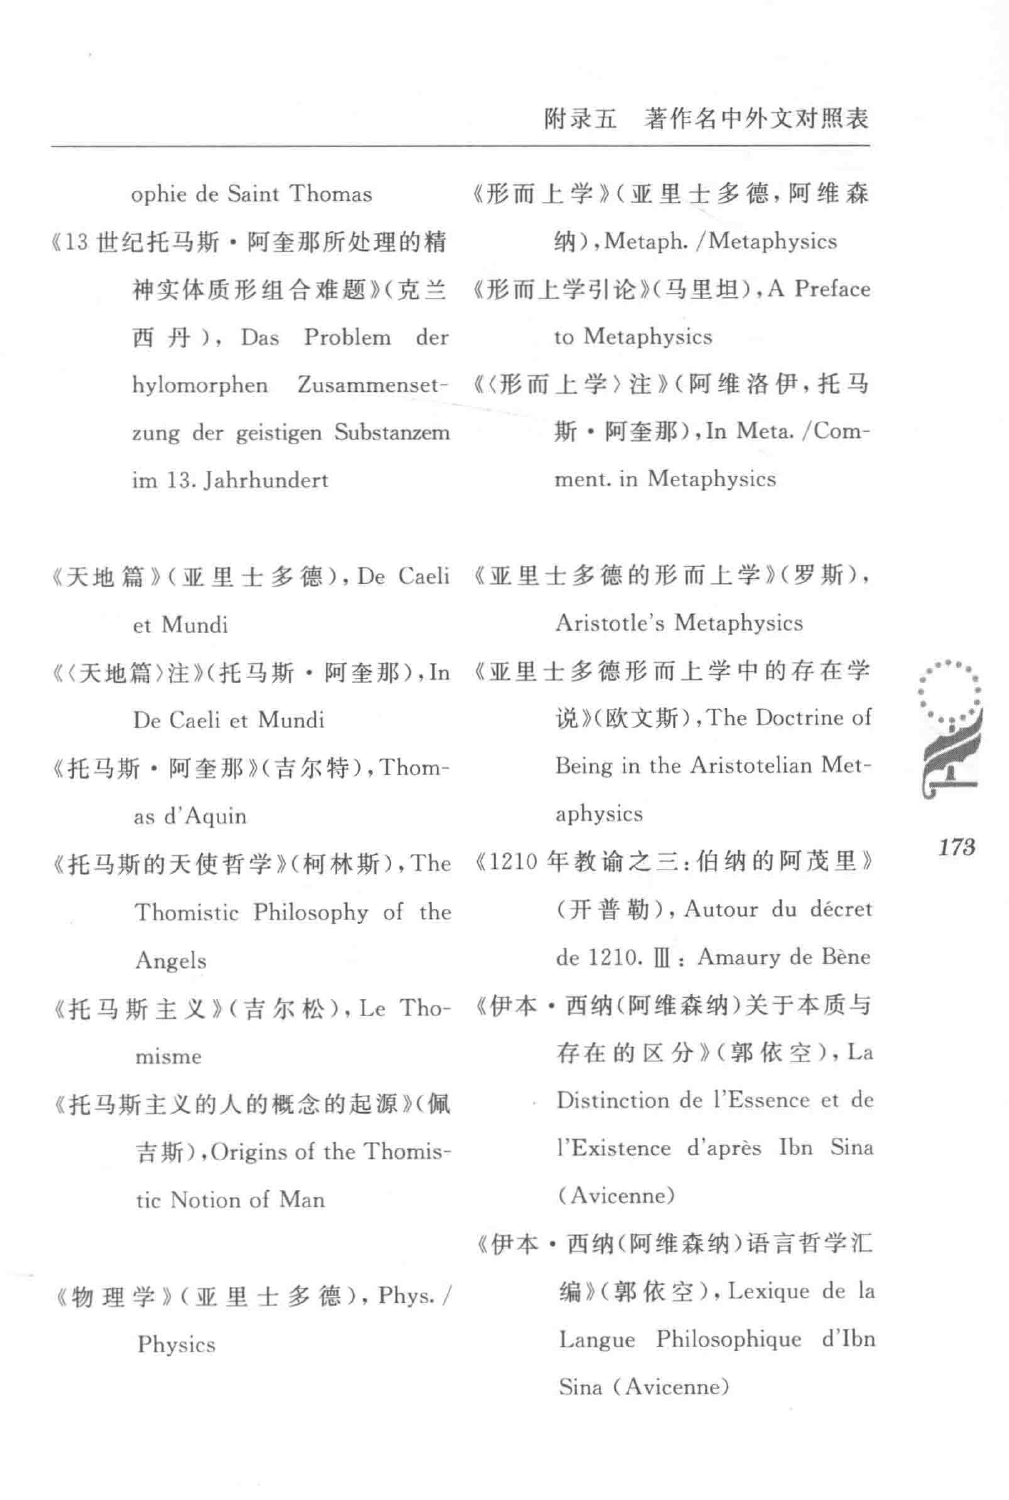 附录五　著作名中外文对照表
ophie de Saint Thomas
《13 世纪托马斯·阿奎那所处理的精
神实体质形组合难题》(克兰
西丹), Das Problem der
hylomorphen Zusammenset-
zung der geistigen Substanzem
im 13. Jahrhundert
《天地篇》(亚里士多德), De Caeli
et Mundi
《〈天地篇〉注》(托马斯·阿奎那), In
De Caeli et Mundi
《托马斯·阿奎那》(吉尔特), Thom-
as d'Aquin
《托马斯的天使哲学》(柯林斯), The
Thomistic Philosophy of the
Angels
《托马斯主义》(吉尔松), Le Tho-
misme
《托马斯主义的人的概念的起源》(佩
吉斯), Origins of the Thomis-
tic Notion of Man
《物理学》(亚里士多德), Phys. /
Physics
《形而上学》(亚里士多德, 阿维森
纳), Metaph. /Metaphysics
《形而上学引论》(马里坦), A Preface
to Metaphysics
《〈形而上学〉注》(阿维洛伊, 托马
斯·阿奎那), In Meta. /Com-
ment. in Metaphysics
《亚里士多德的形而上学》(罗斯),
Aristotle's Metaphysics
《亚里士多德形而上学中的存在学
说》(欧文斯), The Doctrine of
Being in the Aristotelian Met-
aphysics
《1210 年教谕之三: 伯纳的阿茂里》
(开普勒), Autour du décret
de 1210. Ⅲ: Amaury de Bène
《伊本·西纳(阿维森纳)关于本质与
存在的区分》(郭依空), La
Distinction de l'Essence et de
l'Existence d'après Ibn Sina
(Avicenne)
《伊本·西纳(阿维森纳)语言哲学汇
编》(郭依空), Lexique de la
Langue Philosophique d'Ibn
Sina (Avicenne)
173